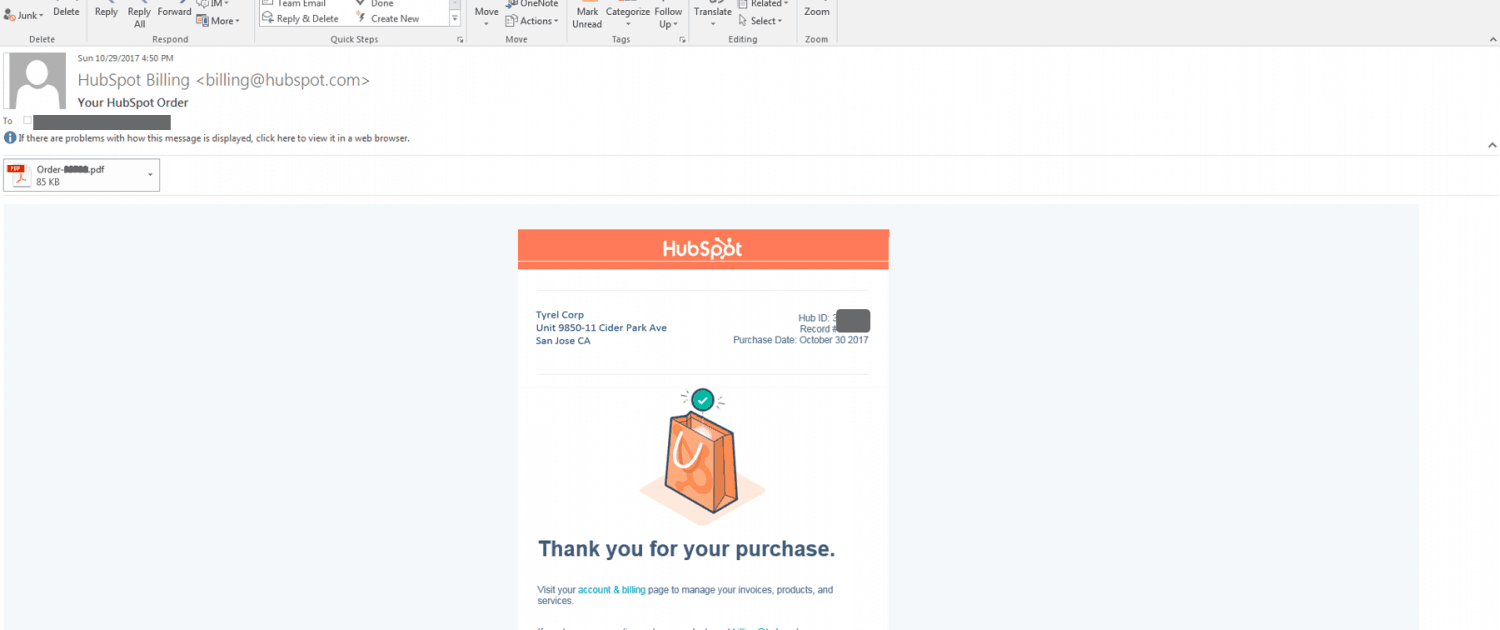 IM
Team Email
Done
OneNote
Related
Junk
Delete
Reply
Reply All
Forward
More
Reply & Delete
Create New
Move
Actions
Mark Unread
Categorize
Follow Up
Translate
Select
Zoom
Delete
Respond
Quick Steps
Move
Tags
Editing
Zoom
Sun 10/29/2017 4:50 PM
HubSpot Billing <billing@hubspot.com>
Your HubSpot Order
To
If there are problems with how this message is displayed, click here to view it in a web browser.
PDF
Order-.pdf
85 KB
HubSpot
Tyrel Corp
Unit 9850-11 Cider Park Ave
San Jose CA
Hub ID: 3
Record #
Purchase Date: October 30 2017
Thank you for your purchase.
Visit your account & billing page to manage your invoices, products, and
services.